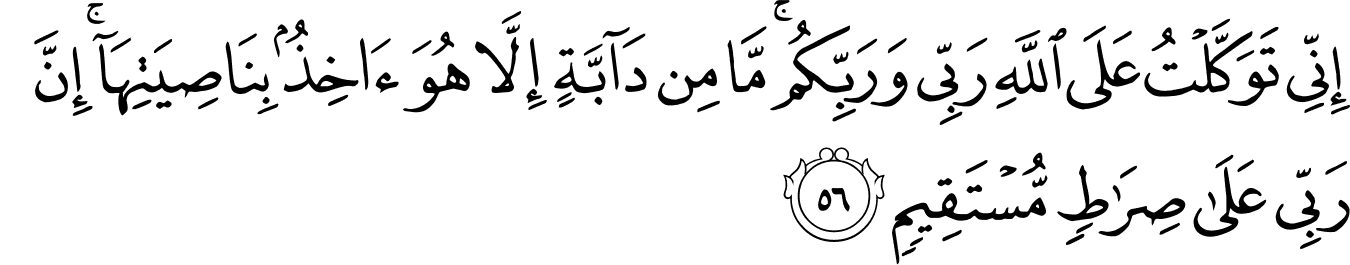 إِنِّي تَوَكَّلۡتُ عَلَى ٱللَّهِ رَبِّي وَرَبِّكُمۚ مَّا مِن دَآبَّةٍ إِلَّا هُوَ ءَاخِذُۢ بِنَاصِيَتِهَآۚ إِنَّ
رَبِّي عَلَىٰ صِرَٰطٖ مُّسۡتَقِيمٖ ٥٦